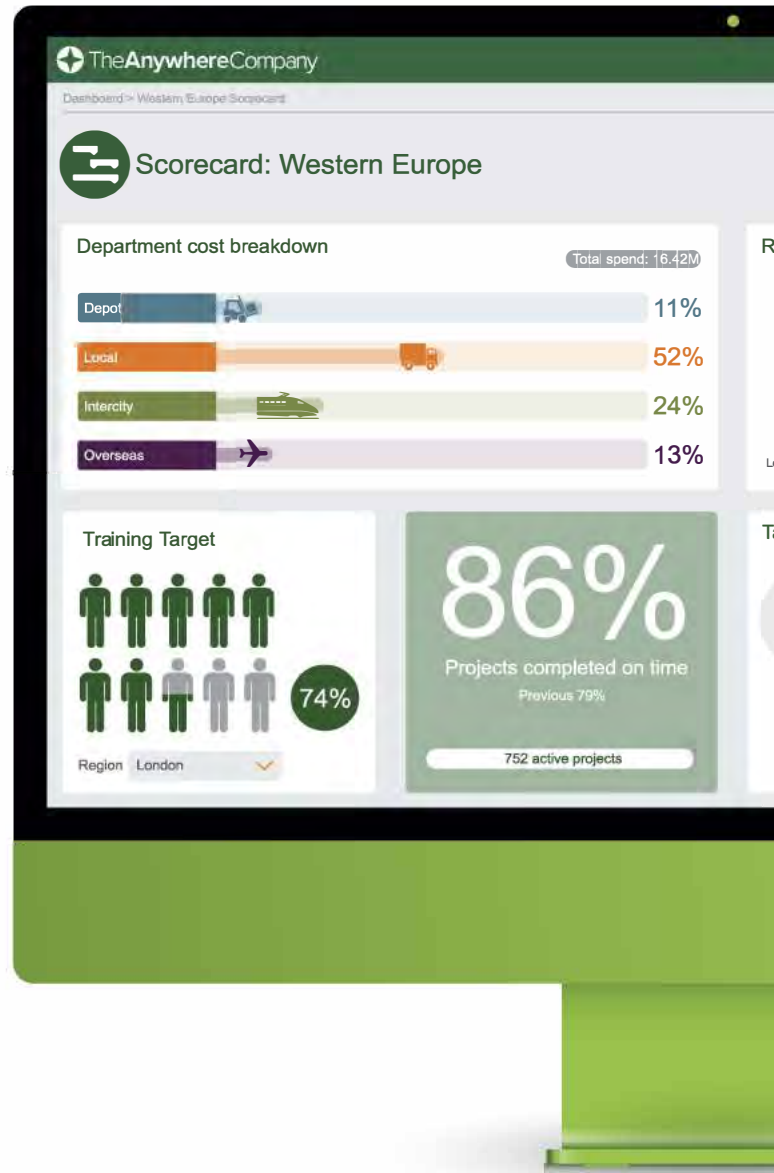 TheAnywhereCompany
Dashboard > Western Europe Scorecard
Scorecard: Western Europe
Department cost breakdown
Total spend: 16.42M
R
Depot
11%
Local
52%
Intercity
24%
Overseas
13%
Training Target
74%
Region London
86%
Projects completed on time
Previous 79%
752 active projects